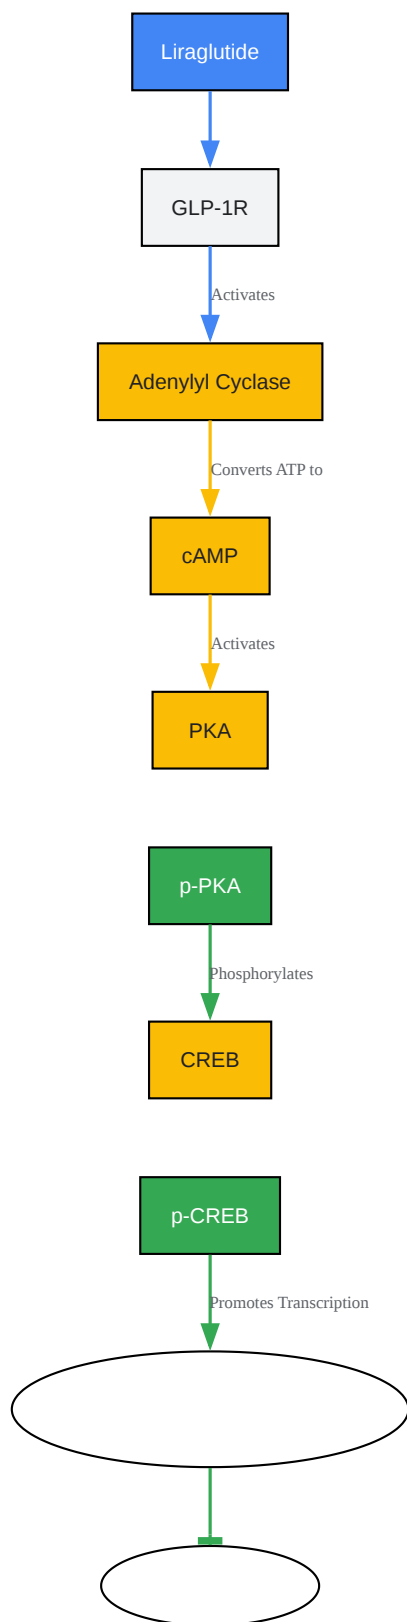 Liraglutide
GLP-1R
Activates
Adenylyl Cyclase
Converts ATP to
cAMP
Activates
PKA
p-PKA
Phosphorylates
CREB
p-CREB
Promotes Transcription